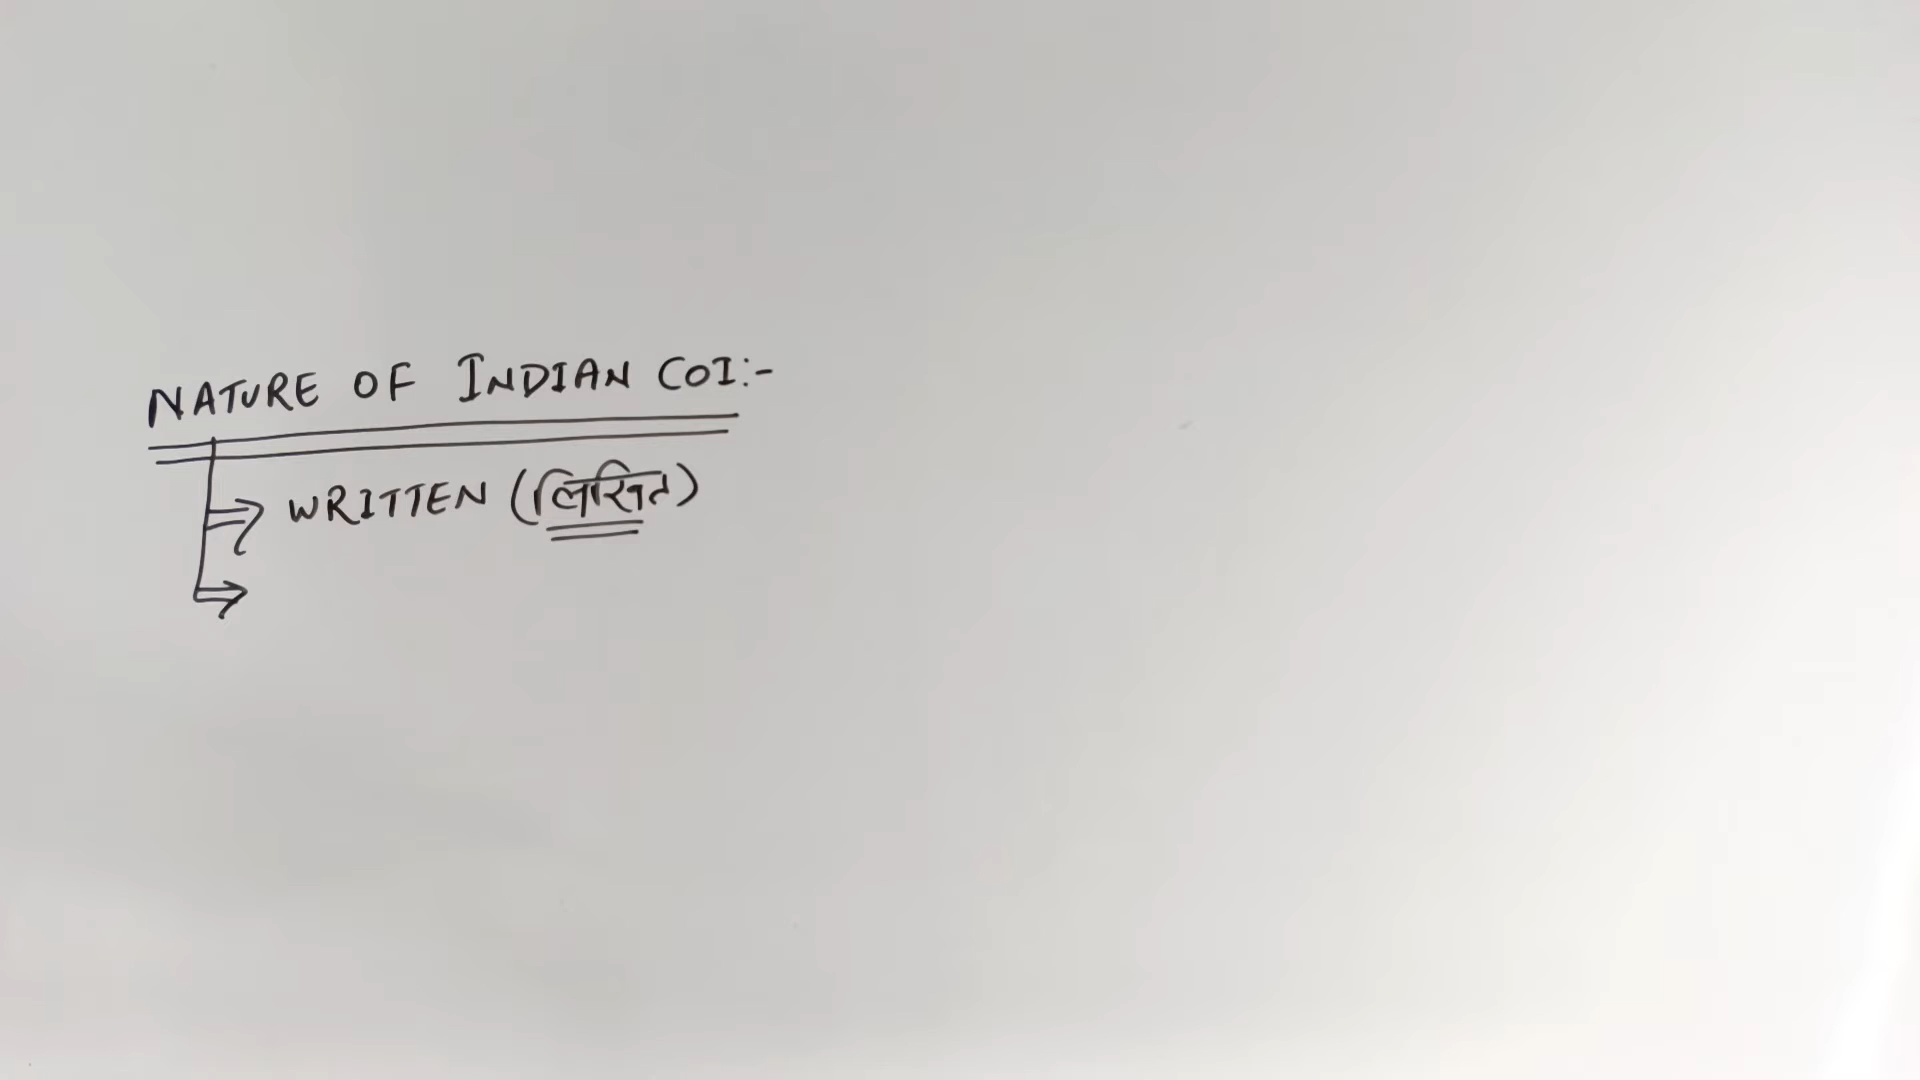 NATURE OF INDIAN COI:-
WRITTEN (लिखित)